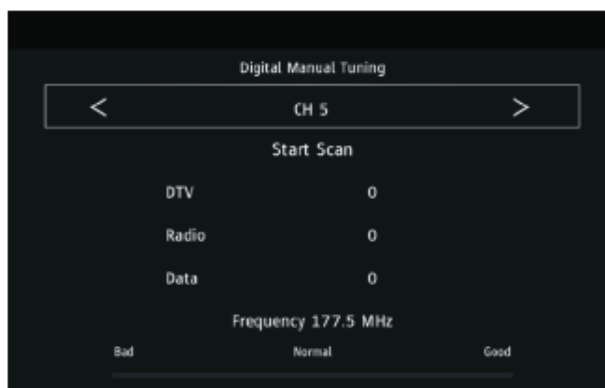 Digital Manual Tuning
< CH 5 >
Start Scan
DTV 0
Radio 0
Data 0
Frequency 177.5 MHz
Bad Normal Good